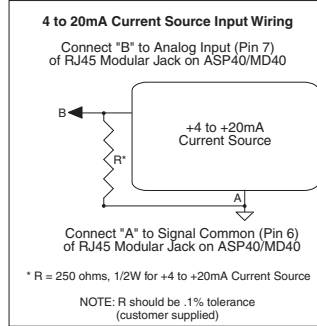 4 to 20mA Current Source Input Wiring
Connect "B" to Analog Input (Pin 7)
of RJ45 Modular Jack on ASP40/MD40
B
+4 to +20mA
Current Source
R*
A
Connect "A" to Signal Common (Pin 6)
of RJ45 Modular Jack on ASP40/MD40
* R = 250 ohms, 1/2W for +4 to +20mA Current Source
NOTE: R should be .1% tolerance
(customer supplied)